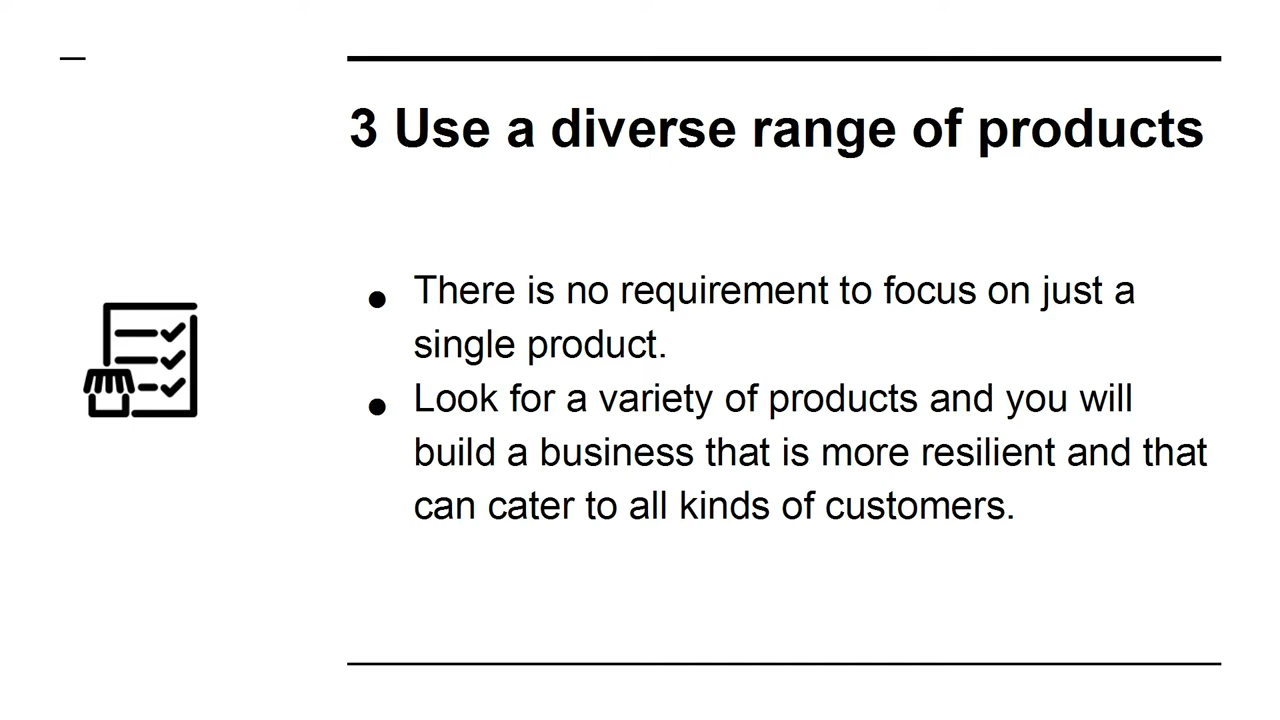 3 Use a diverse range of products
● There is no requirement to focus on just a
single product.
● Look for a variety of products and you will
build a business that is more resilient and that
can cater to all kinds of customers.